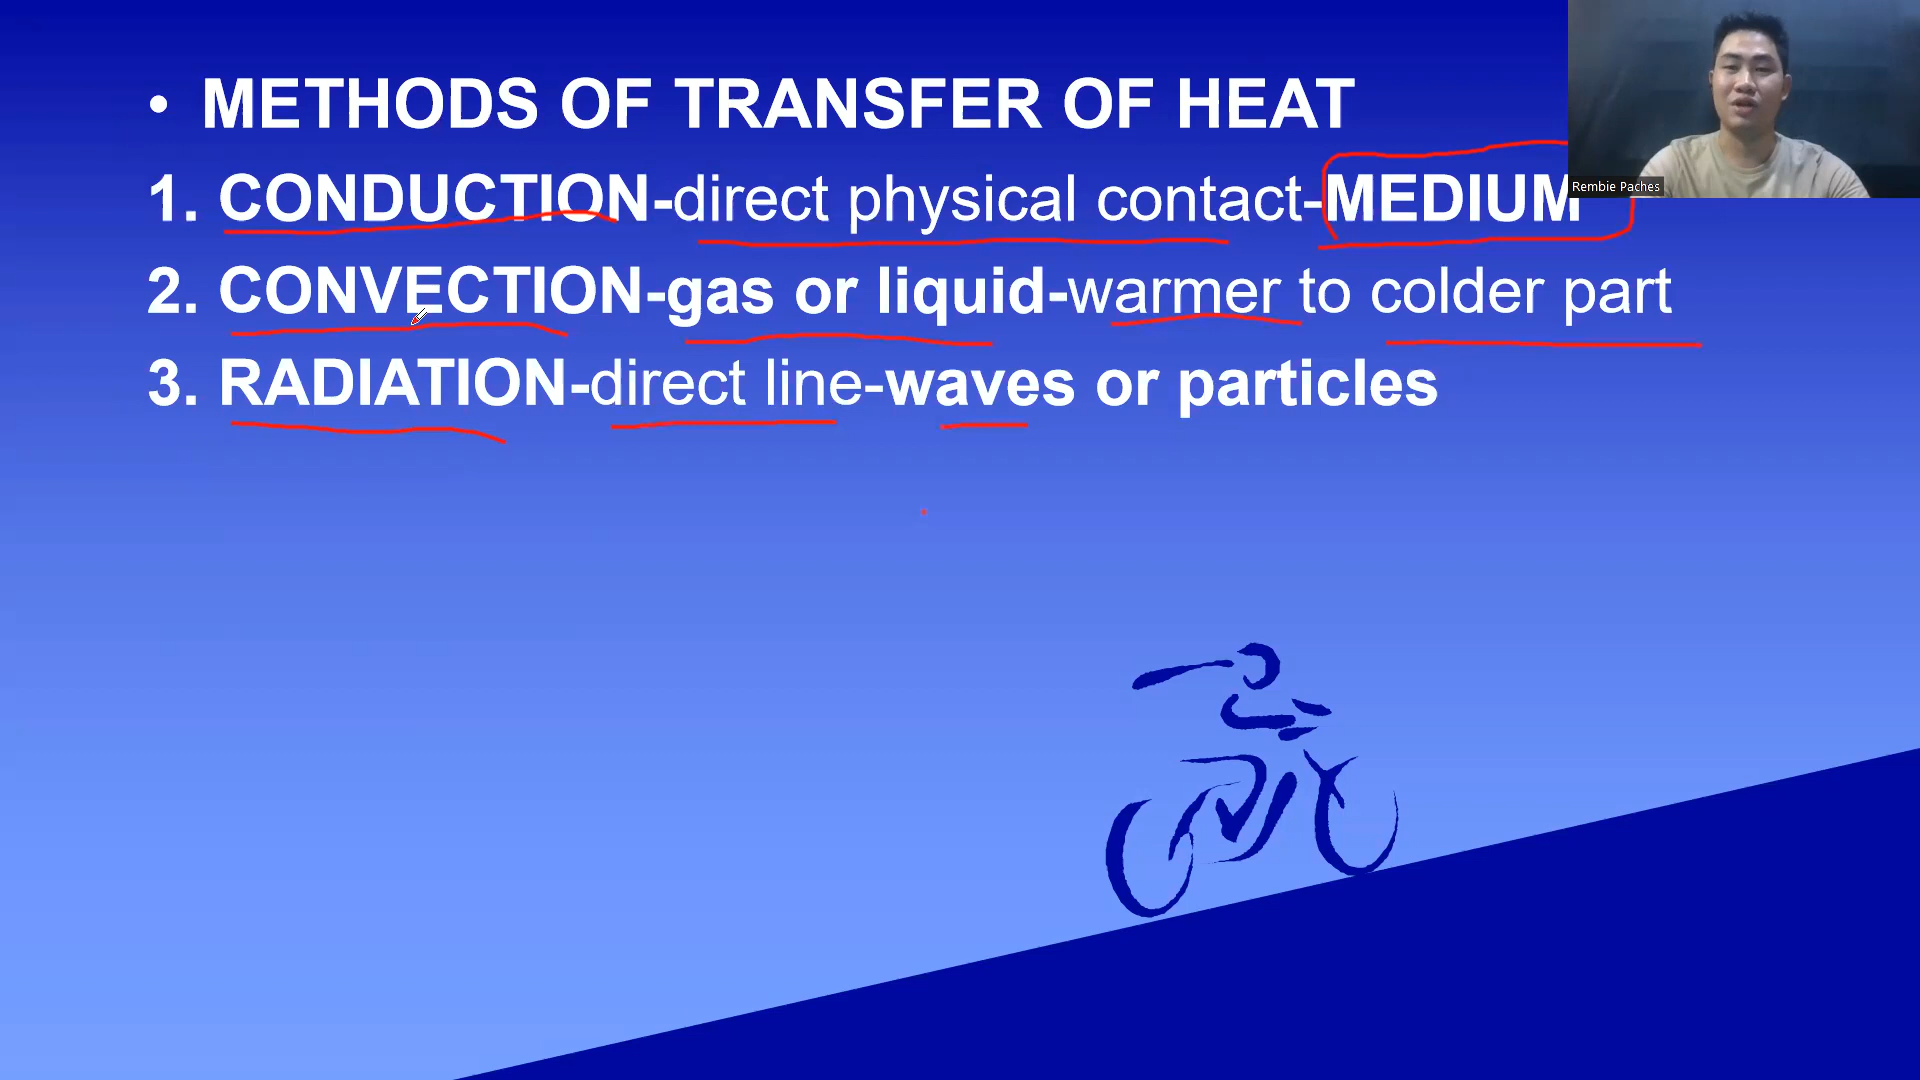 • METHODS OF TRANSFER OF HEAT
1. CONDUCTION-direct physical contact-MEDIUM
2. CONVECTION-gas or liquid-warmer to colder part
3. RADIATION-direct line-waves or particles
Rembie Paches